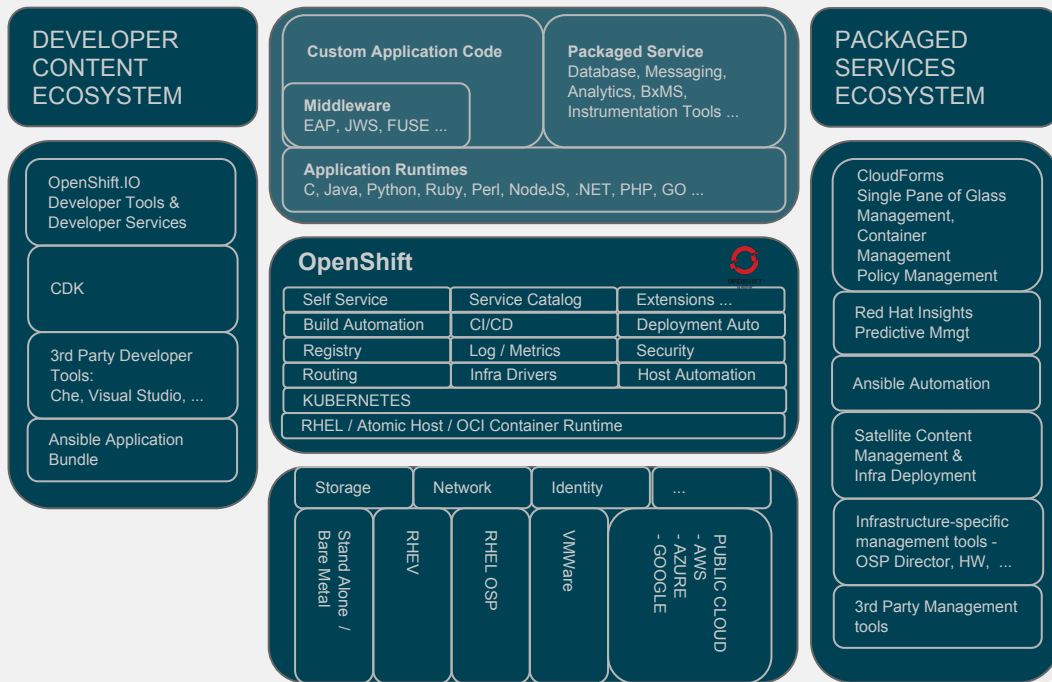 DEVELOPER
CONTENT
ECOSYSTEM
OpenShift.IO
Developer Tools &
Developer Services
CDK
3rd Party Developer
Tools:
Che, Visual Studio, ...
Ansible Application
Bundle
Custom Application Code
Middleware
EAP, JWS, FUSE ...
Packaged Service
Database, Messaging,
Analytics, BxMS,
Instrumentation Tools ...
Application Runtimes
C, Java, Python, Ruby, Perl, NodeJS, .NET, PHP, GO ...
OpenShift
Self Service
Service Catalog
Extensions ...
Build Automation
CI/CD
Deployment Auto
Registry
Log / Metrics
Security
Routing
Infra Drivers
Host Automation
KUBERNETES
RHEL / Atomic Host / OCI Container Runtime
Storage
Network
Identity
...
Stand Alone /
Bare Metal
RHEV
RHEL OSP
VMWare
PUBLIC CLOUD
- AWS
- AZURE
- GOOGLE
PACKAGED
SERVICES
ECOSYSTEM
CloudForms
Single Pane of Glass
Management,
Container
Management
Policy Management
Red Hat Insights
Predictive Mmgt
Ansible Automation
Satellite Content
Management &
Infra Deployment
Infrastructure-specific
management tools -
OSP Director, HW, ...
3rd Party Management
tools